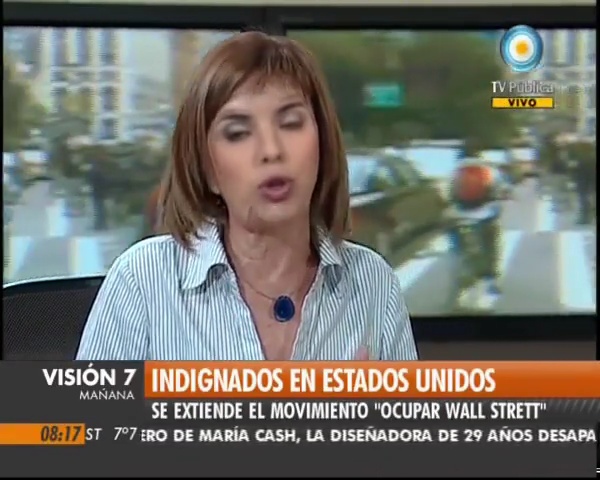 TV Pública
VIVO
VISIÓN 7
MAÑANA
INDIGNADOS EN ESTADOS UNIDOS
SE EXTIENDE EL MOVIMIENTO "OCUPAR WALL STRETT"
08:17 ST 7°7 ERO DE MARÍA CASH, LA DISEÑADORA DE 29 AÑOS DESAPA